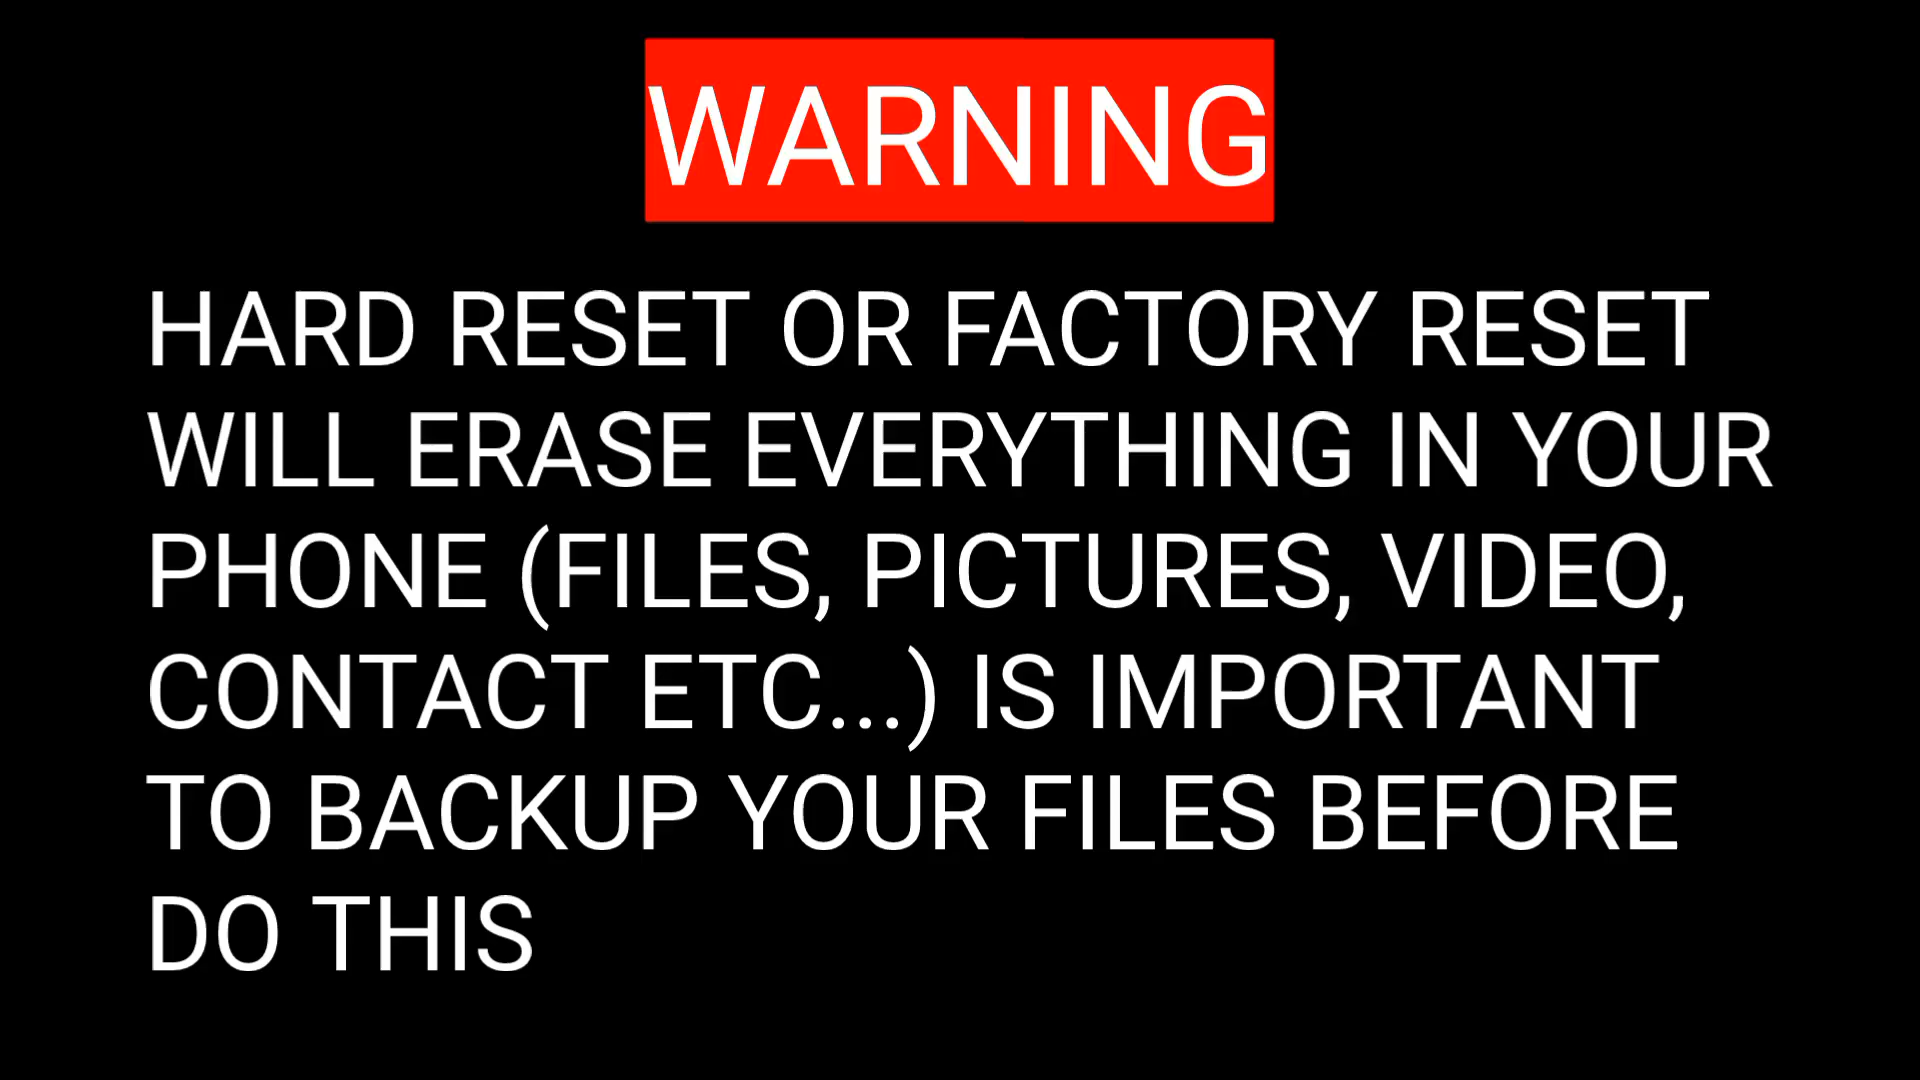 WARNING
HARD RESET OR FACTORY RESET
WILL ERASE EVERYTHING IN YOUR
PHONE (FILES, PICTURES, VIDEO,
CONTACT ETC...) IS IMPORTANT
TO BACKUP YOUR FILES BEFORE
DO THIS